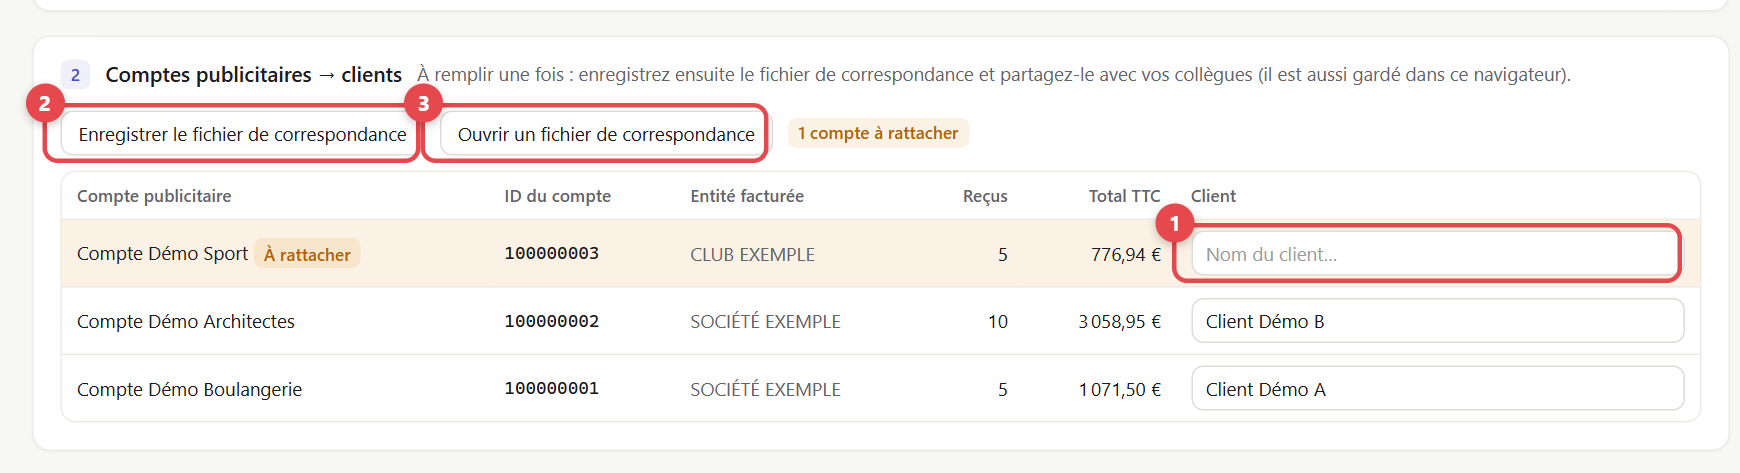 2 Comptes publicitaires → clients À remplir une fois : enregistrez ensuite le fichier de correspondance et partagez-le avec vos collègues (il est aussi gardé dans ce navigateur).
2 3
Enregistrer le fichier de correspondance Ouvrir un fichier de correspondance 1 compte à rattacher
Compte publicitaire ID du compte Entité facturée Reçus Total TTC Client
1
Compte Démo Sport À rattacher 100000003 CLUB EXEMPLE 5 776,94 € Nom du client...
Compte Démo Architectes 100000002 SOCIÉTÉ EXEMPLE 10 3 058,95 € Client Démo B
Compte Démo Boulangerie 100000001 SOCIÉTÉ EXEMPLE 5 1 071,50 € Client Démo A